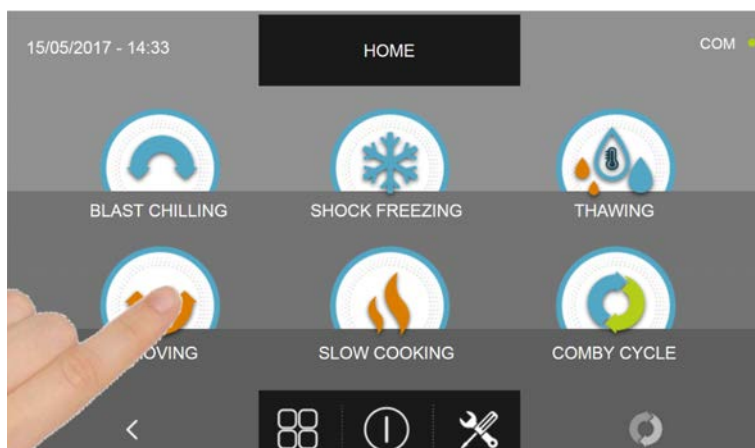 15/05/2017 - 14:33
HOME
COM
BLAST CHILLING
SHOCK FREEZING
THAWING
SLOW COOKING
COMBY CYCLE